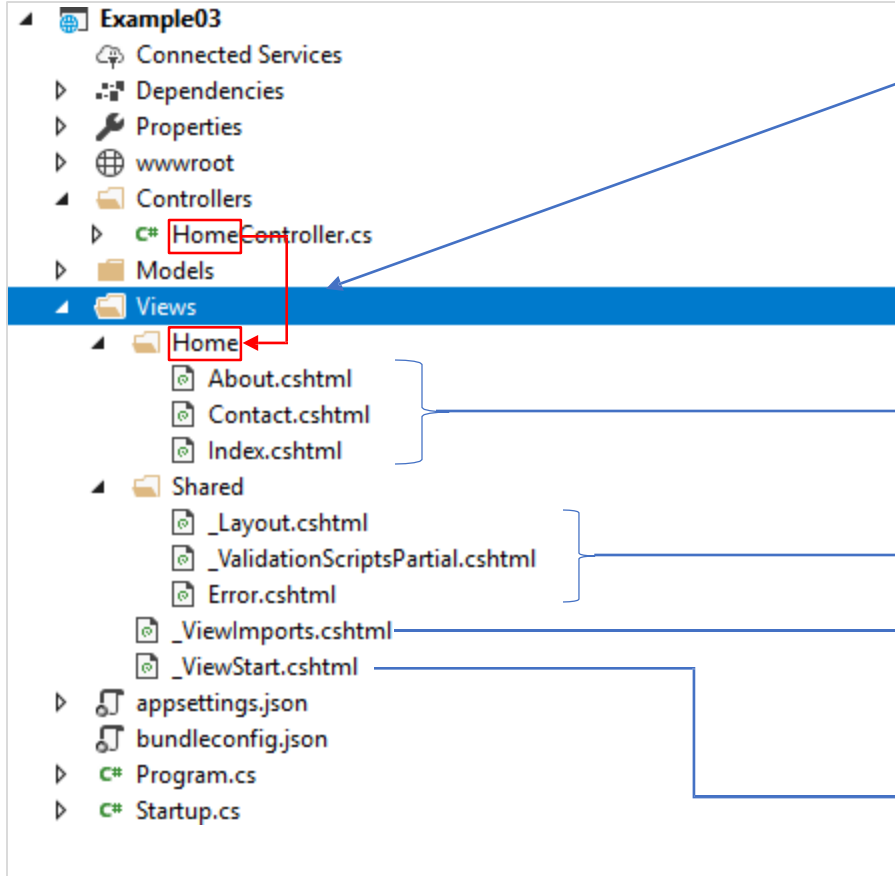 Example03
Connected Services
Dependencies
Properties
wwwroot
Controllers
C# HomeController.cs
Models
Views
Home
About.cshtml
Contact.cshtml
Index.cshtml
Shared
_Layout.cshtml
_ValidationScriptsPartial.cshtml
Error.cshtml
_ViewImports.cshtml
_ViewStart.cshtml
appsettings.json
bundleconfig.json
C# Program.cs
C# Startup.cs